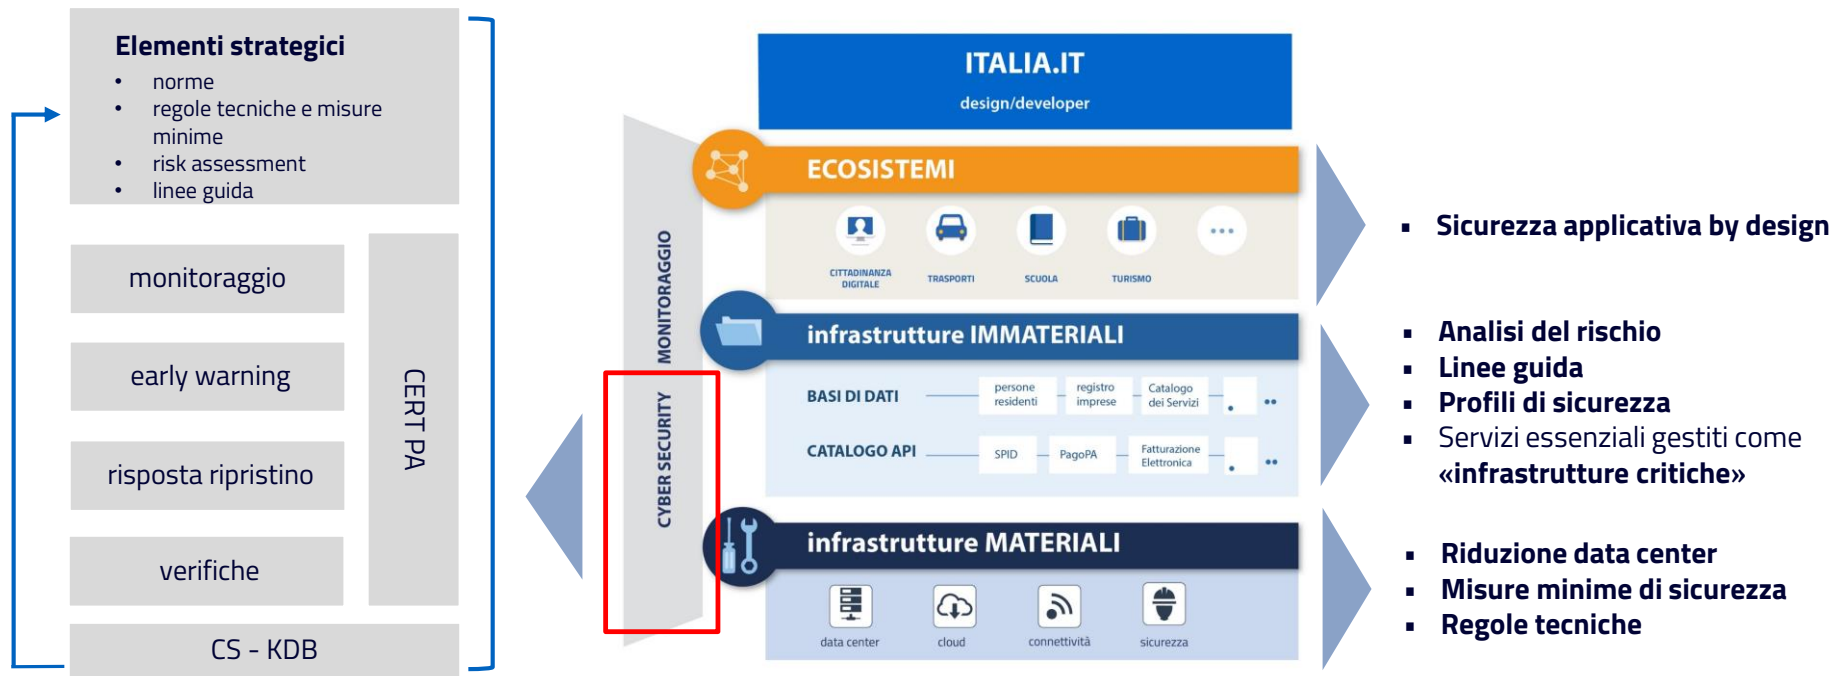 Elementi strategici
• norme
• regole tecniche e misure
minime
• risk assessment
• linee guida
monitoraggio
early warning
risposta ripristino
verifiche
CERT PA
CS - KDB
MONITORAGGIO
CYBER SECURITY
ITALIA.IT
design/developer
ECOSISTEMI
CITTADINANZA
DIGITALE
TRASPORTI
SCUOLA
TURISMO
infrastrutture IMMATERIALI
BASI DI DATI
persone
residenti
registro
imprese
Catalogo
dei Servizi
CATALOGO API
SPID
PagoPA
Fatturazione
Elettronica
infrastrutture MATERIALI
data center
cloud
connettività
sicurezza
▪ Sicurezza applicativa by design
▪ Analisi del rischio
▪ Linee guida
▪ Profili di sicurezza
▪ Servizi essenziali gestiti come
«infrastrutture critiche»
▪ Riduzione data center
▪ Misure minime di sicurezza
▪ Regole tecniche